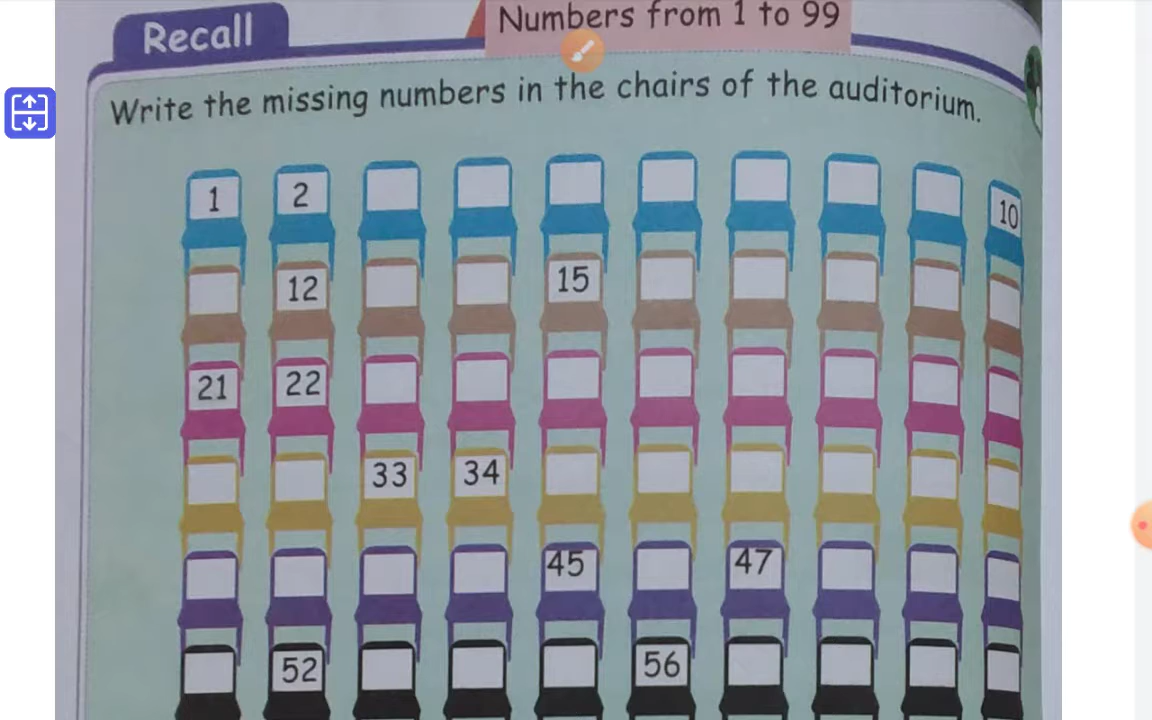 Recall
Numbers from 1 to 99
Write the missing numbers in the chairs of the auditorium.
1 2 10
12 15
21 22
33 34
45 47
52 56